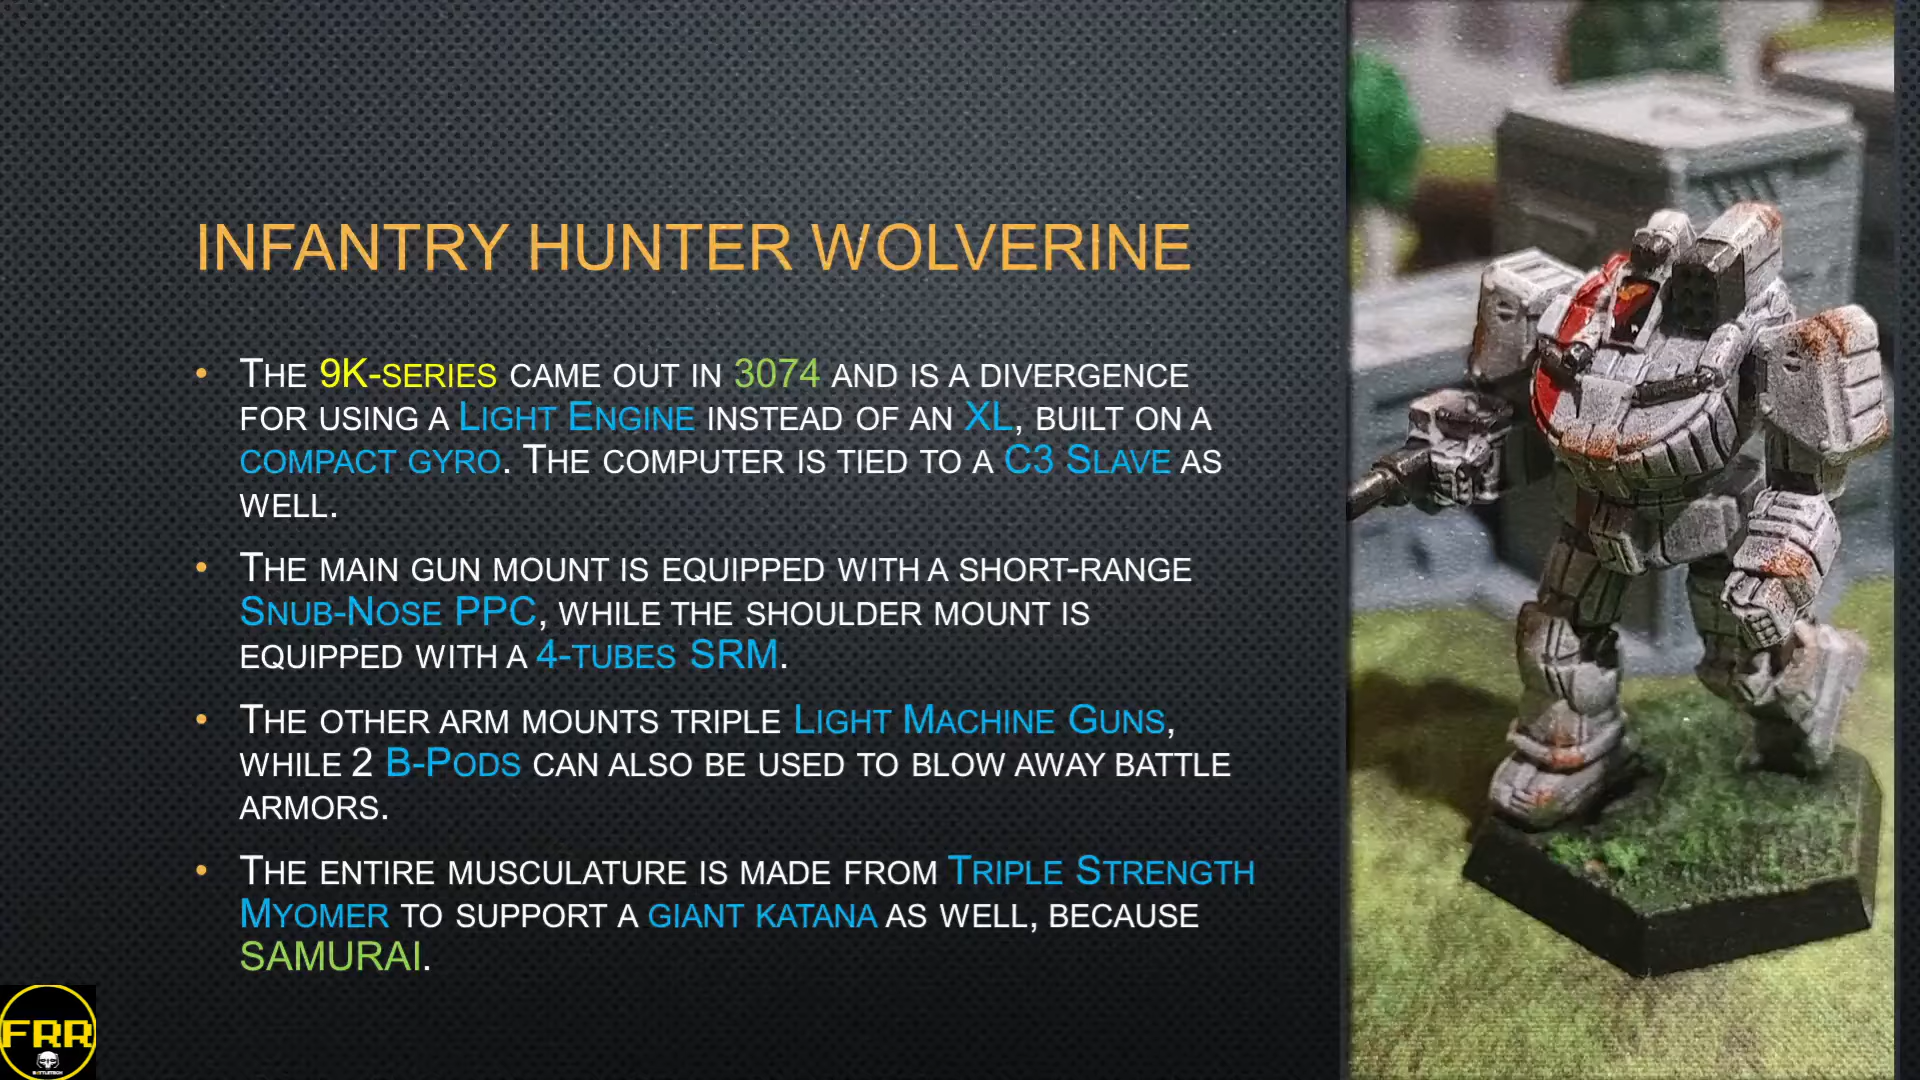 INFANTRY HUNTER WOLVERINE
• THE 9K-SERIES CAME OUT IN 3074 AND IS A DIVERGENCE
FOR USING A LIGHT ENGINE INSTEAD OF AN XL, BUILT ON A
COMPACT GYRO. THE COMPUTER IS TIED TO A C3 SLAVE AS
WELL.
• THE MAIN GUN MOUNT IS EQUIPPED WITH A SHORT-RANGE
SNUB-NOSE PPC, WHILE THE SHOULDER MOUNT IS
EQUIPPED WITH A 4-TUBES SRM.
• THE OTHER ARM MOUNTS TRIPLE LIGHT MACHINE GUNS,
WHILE 2 B-PODS CAN ALSO BE USED TO BLOW AWAY BATTLE
ARMORS.
• THE ENTIRE MUSCULATURE IS MADE FROM TRIPLE STRENGTH
MYOMER TO SUPPORT A GIANT KATANA AS WELL, BECAUSE
SAMURAI.
FRR
BATTLETECH